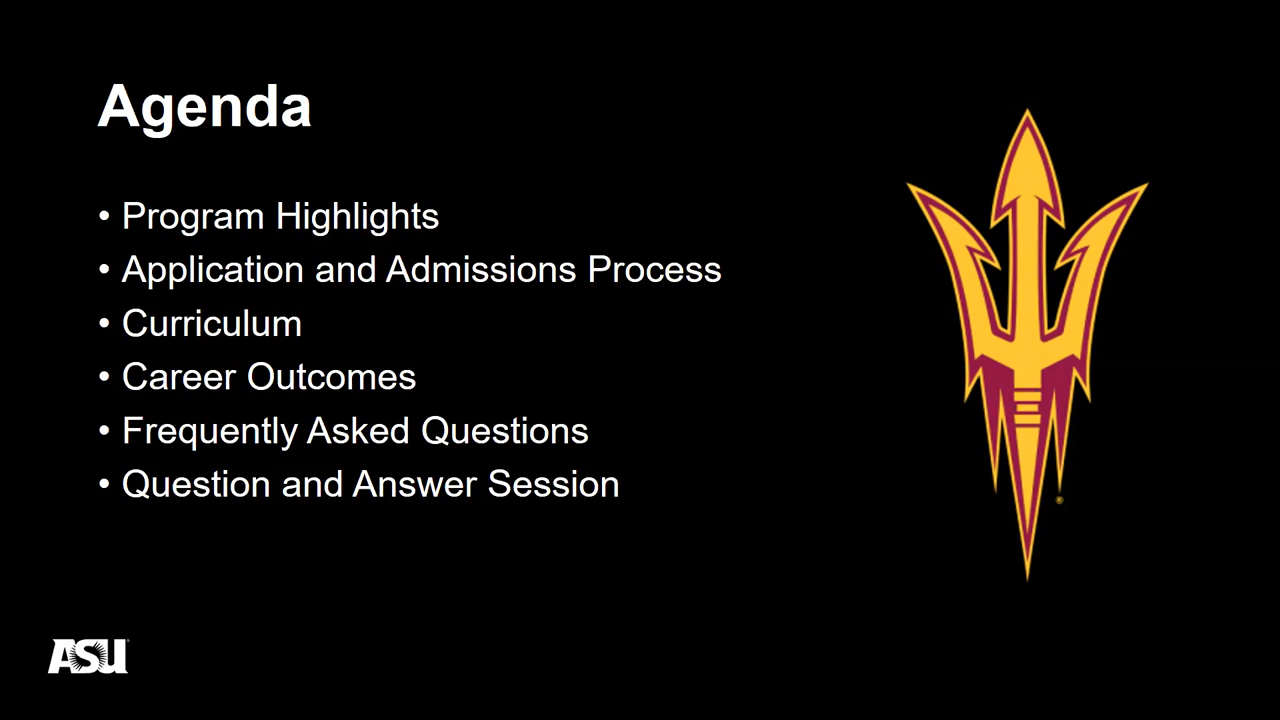 Agenda
• Program Highlights
• Application and Admissions Process
• Curriculum
• Career Outcomes
• Frequently Asked Questions
• Question and Answer Session
®
ASU